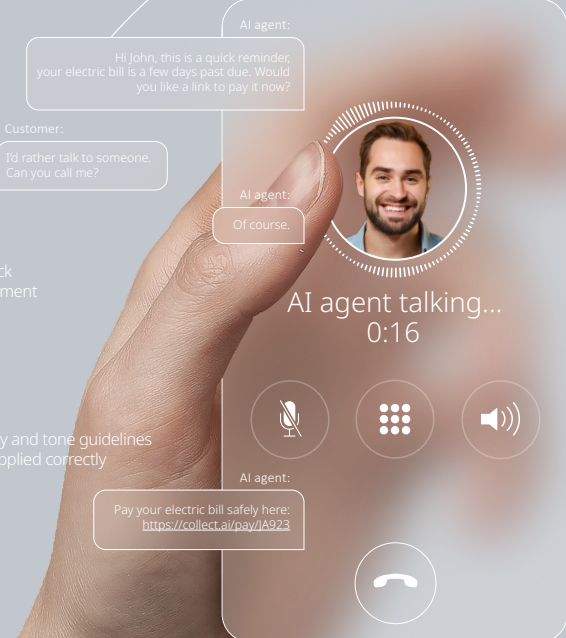 AI agent:
Hi John, this is a quick reminder,
your electric bill is a few days past due. Would
you like a link to pay it now?
Customer:
I'd rather talk to someone.
Can you call me?
AI agent:
Of course.
ck
ment
AI agent talking...
0:16
y and tone guidelines
pplied correctly
AI agent:
Pay your electric bill safely here:
https://collect.ai/pay/JA923